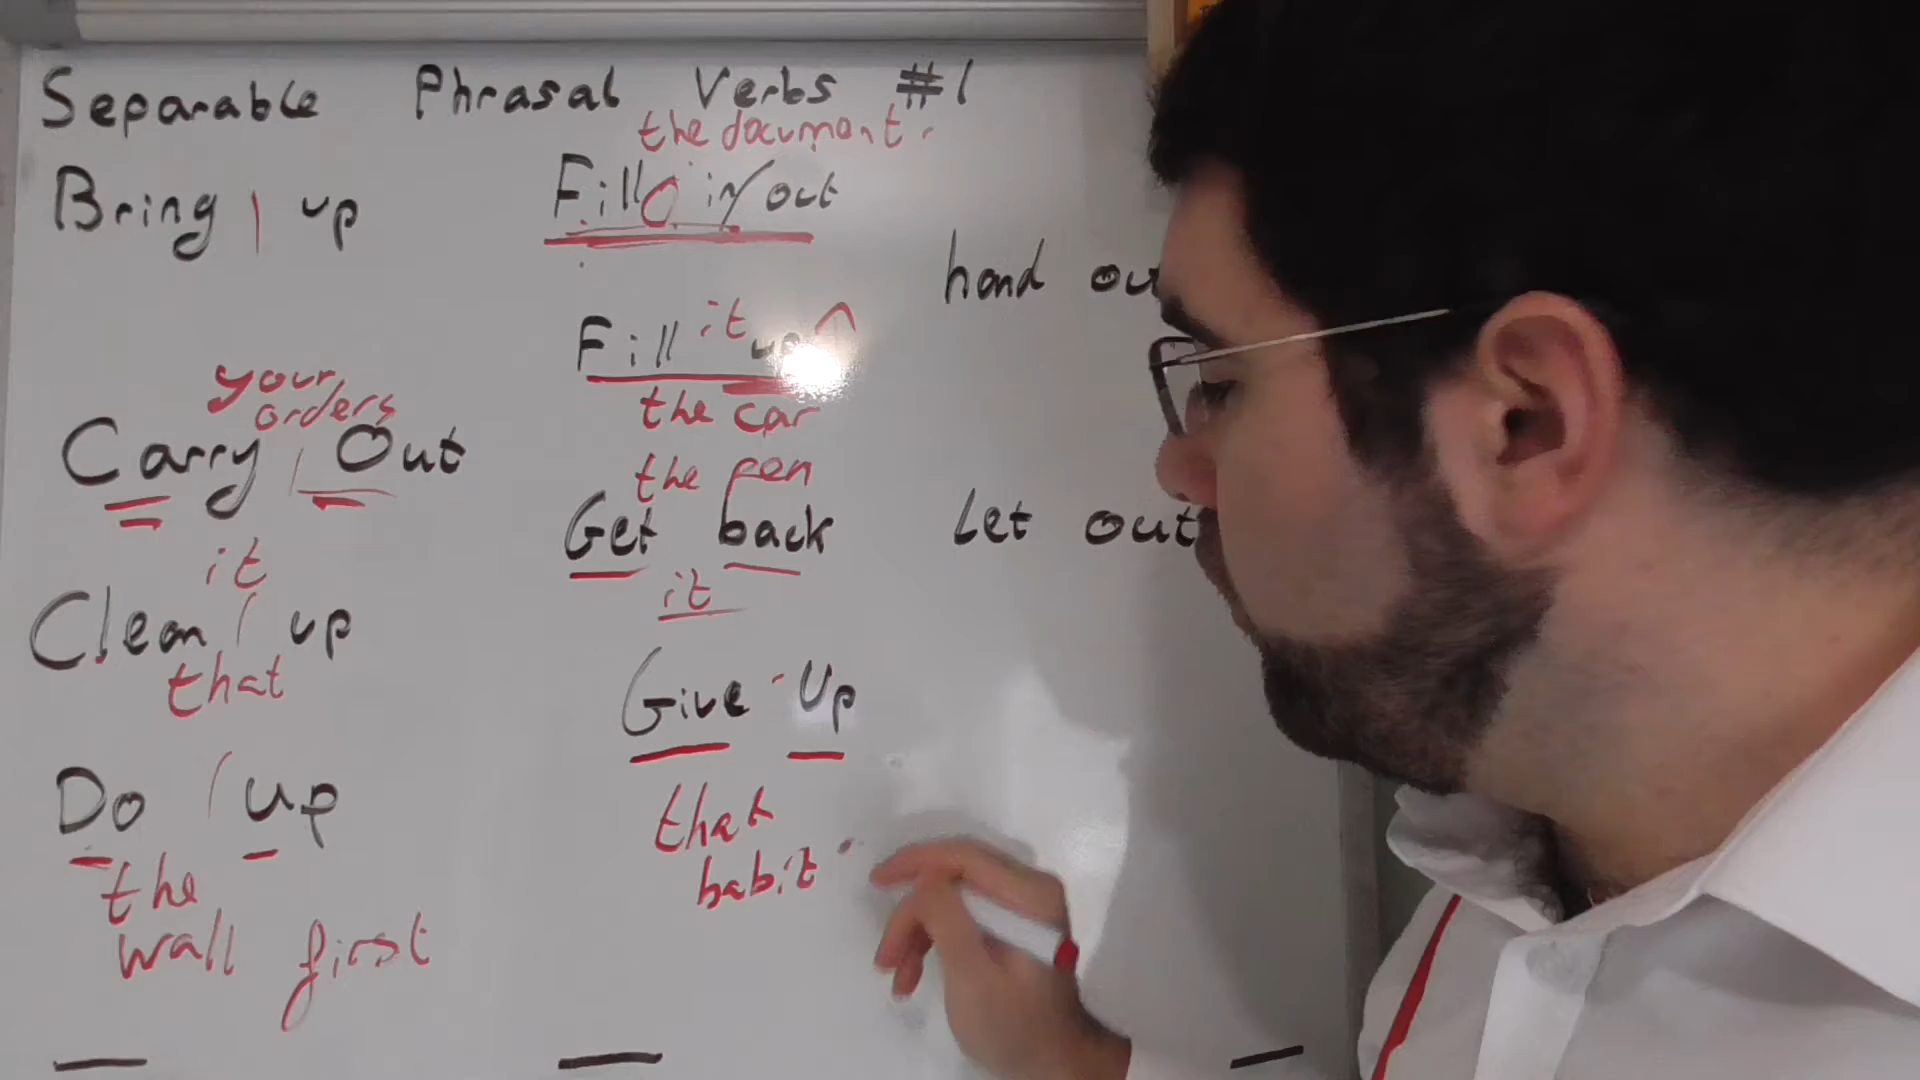 Separable Phrasal Verbs #1
Bring | up
your
orders
Carry | Out
it
Clean | up
that
Do | up
the
wall first
the document.
Fill in/out
it
Fill up
the car
the pen
Get back
it
Give Up
that
habit
hand ou
Let out